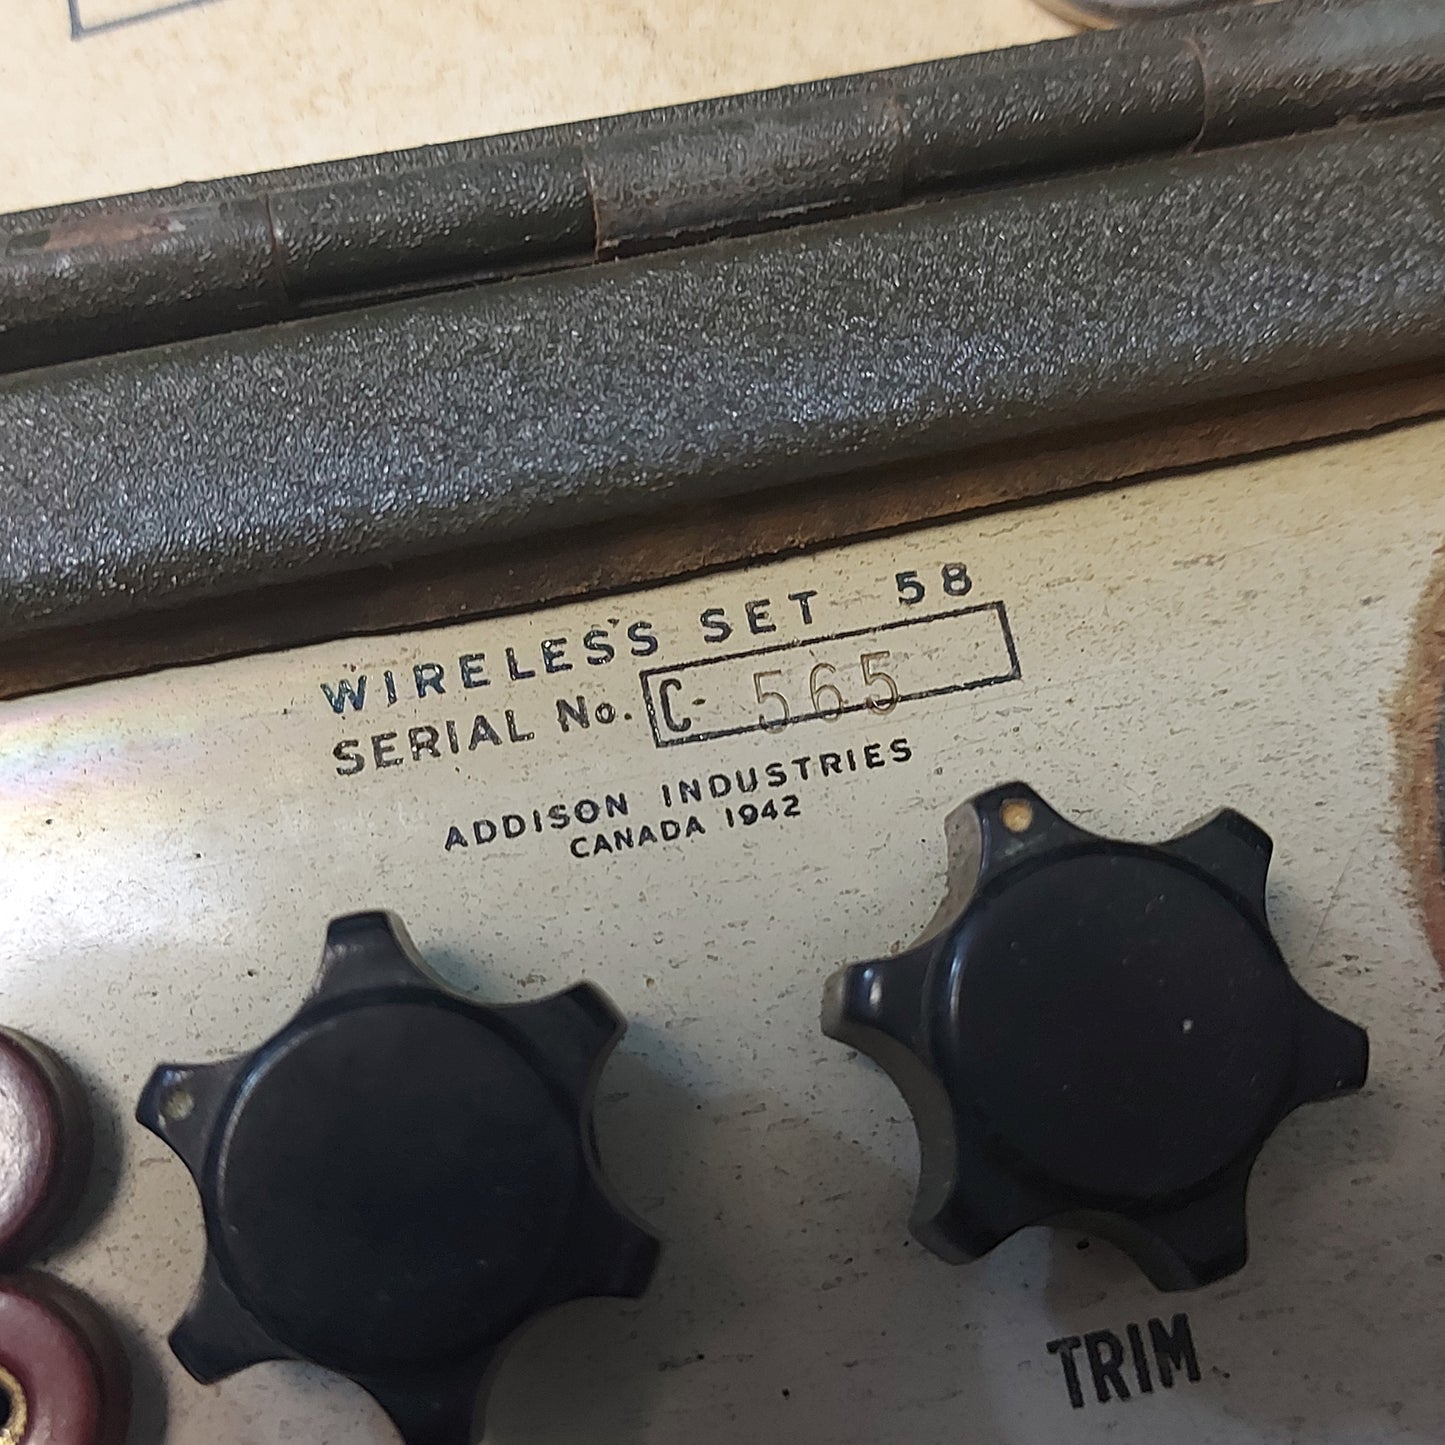 WIRELESS SET 58
SERIAL No. C- 565
ADDISON INDUSTRIES
CANADA 1942
TRIM